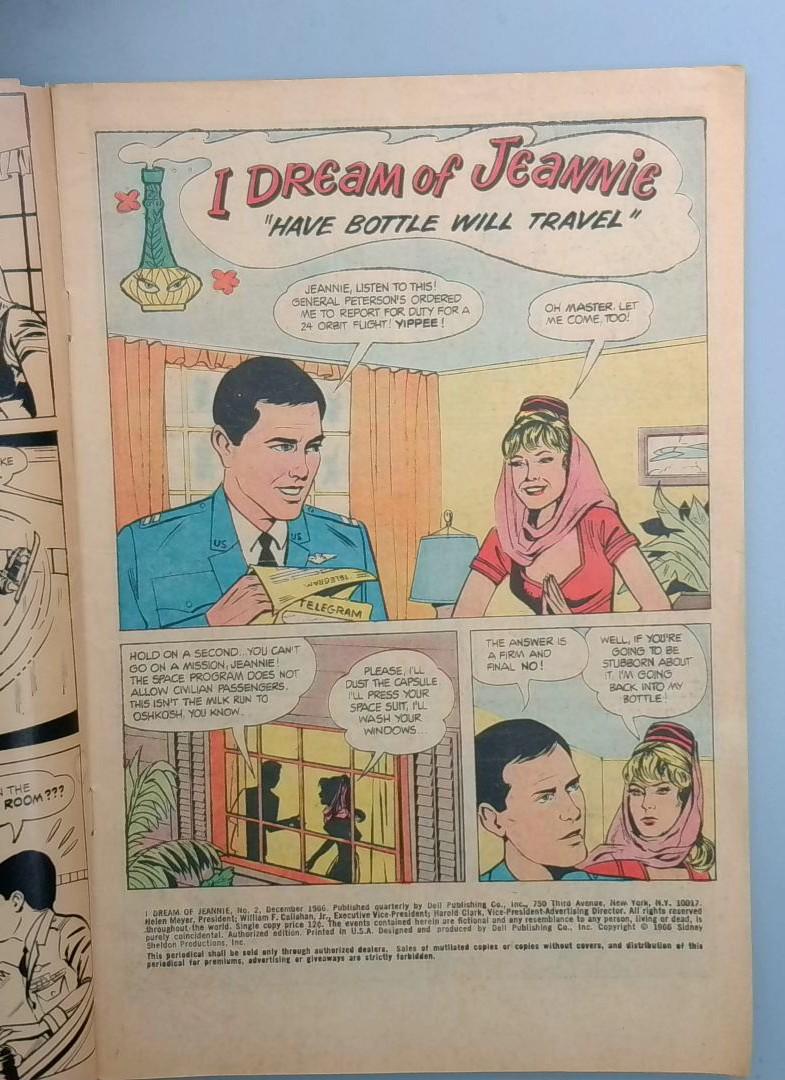 I DREAM of JEANNIE
"HAVE BOTTLE WILL TRAVEL"
JEANNIE, LISTEN TO THIS!
GENERAL PETERSON'S ORDERED
ME TO REPORT FOR DUTY FOR A
24 ORBIT FLIGHT! YIPPEE!
OH MASTER, LET
ME COME, TOO!
US
US
TELEGRAM
TELEGRAM
HOLD ON A SECOND...YOU CAN'T
GO ON A MISSION, JEANNIE!
THE SPACE PROGRAM DOES NOT
ALLOW CIVILIAN PASSENGERS.
THIS ISN'T THE MILK RUN TO
OSHKOSH, YOU KNOW.
PLEASE, I'LL
DUST THE CAPSULE
I'LL PRESS YOUR
SPACE SUIT, I'LL
WASH YOUR
WINDOWS...
THE ANSWER IS
A FIRM AND
FINAL NO!
WELL, IF YOU'RE
GOING TO BE
STUBBORN ABOUT
IT, I'M GOING
BACK INTO MY
BOTTLE!
I DREAM OF JEANNIE, No. 2, December 1966. Published quarterly by Dell Publishing Co., Inc., 750 Third Avenue, New York, N.Y. 10017.
Helen Meyer, President; William F. Callahan, Jr., Executive Vice-President; Harold Clark, Vice-President-Advertising Director. All rights reserved
throughout the world. Single copy price 12¢. The events contained herein are fictional and any resemblance to any person, living or dead, is
purely coincidental. Authorized edition. Printed in U.S.A. Designed and produced by Dell Publishing Co., Inc. Copyright © 1966 Sidney
Sheldon Productions, Inc.
This periodical shall be sold only through authorized dealers. Sales of mutilated copies or copies without covers, and distribution of this
periodical for premiums, advertising or giveaways are strictly forbidden.
THE
ROOM???